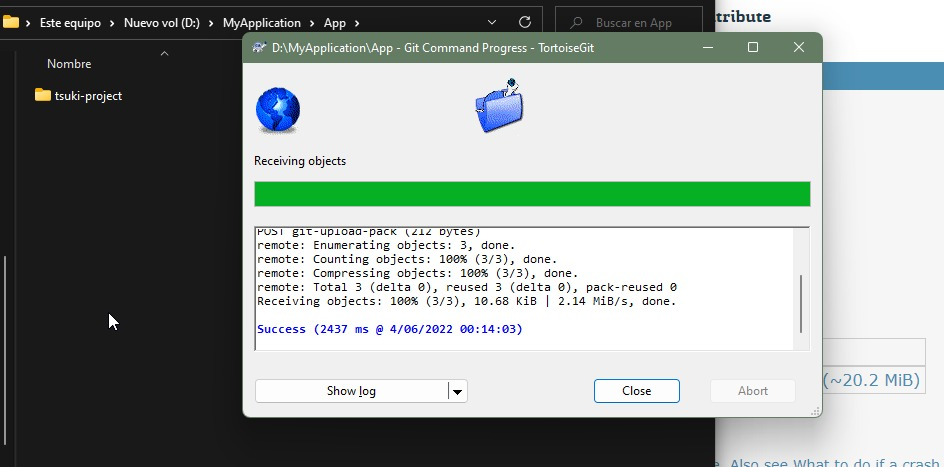 Este equipo > Nuevo vol (D:) > MyApplication > App >
Buscar en App
tribute
D:\MyApplication\App - Git Command Progress - TortoiseGit
Nombre
tsuki-project
Receiving objects
POST git-upload-pack (212 bytes)
remote: Enumerating objects: 3, done.
remote: Counting objects: 100% (3/3), done.
remote: Compressing objects: 100% (3/3), done.
remote: Total 3 (delta 0), reused 3 (delta 0), pack-reused 0
Receiving objects: 100% (3/3), 10.68 KiB | 2.14 MiB/s, done.
Success (2437 ms @ 4/06/2022 00:14:03)
(~20.2 MiB)
Show log
Close
Abort
. Also see What to do if a crash